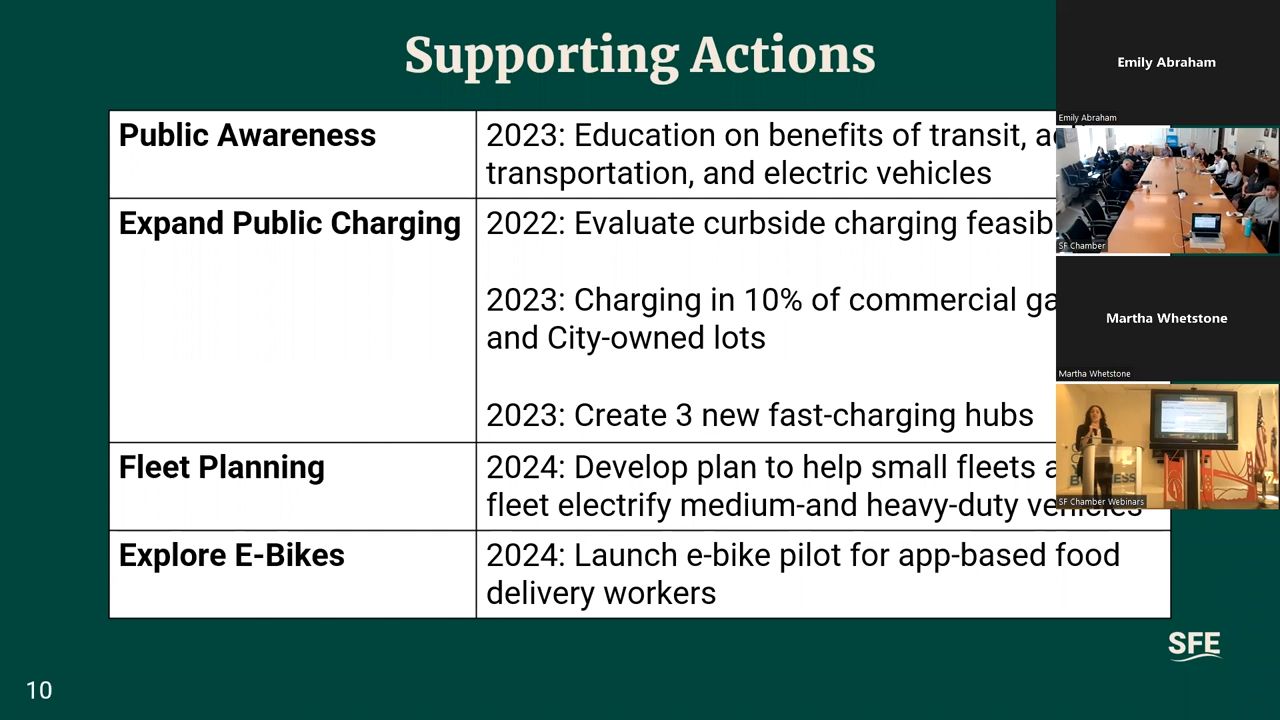 Supporting Actions
Public Awareness
2023: Education on benefits of transit,
transportation, and electric vehicles
Expand Public Charging
2022: Evaluate curbside charging
2023: Charging in 10% of commercial
and City-owned lots
2023: Create 3 new fast-charging hubs
Fleet Planning
2024: Develop plan to help small fleets
fleet electrify medium-and heavy-duty vehicles
Explore E-Bikes
2024: Launch e-bike pilot for app-based food
delivery workers
SFE
10
Emily Abraham
Emily Abraham
SF Chamber
Martha Whetstone
Martha Whetstone
SF Chamber Webinars